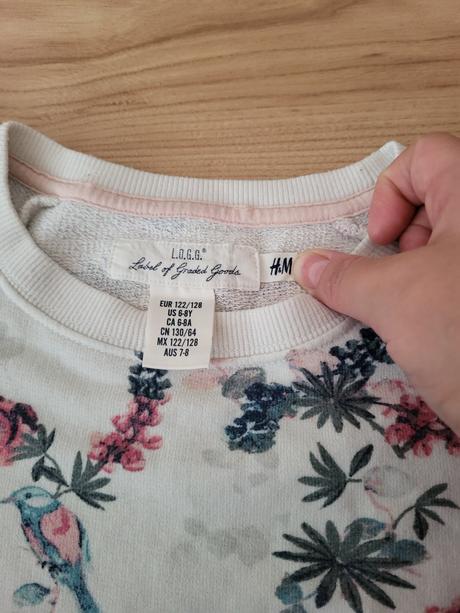 L.O.G.G.®
Label of Graded Goods
H&M
EUR 122/128
US 6-8Y
CA 6-8A
CN 130/64
MX 122/128
AUS 7-8